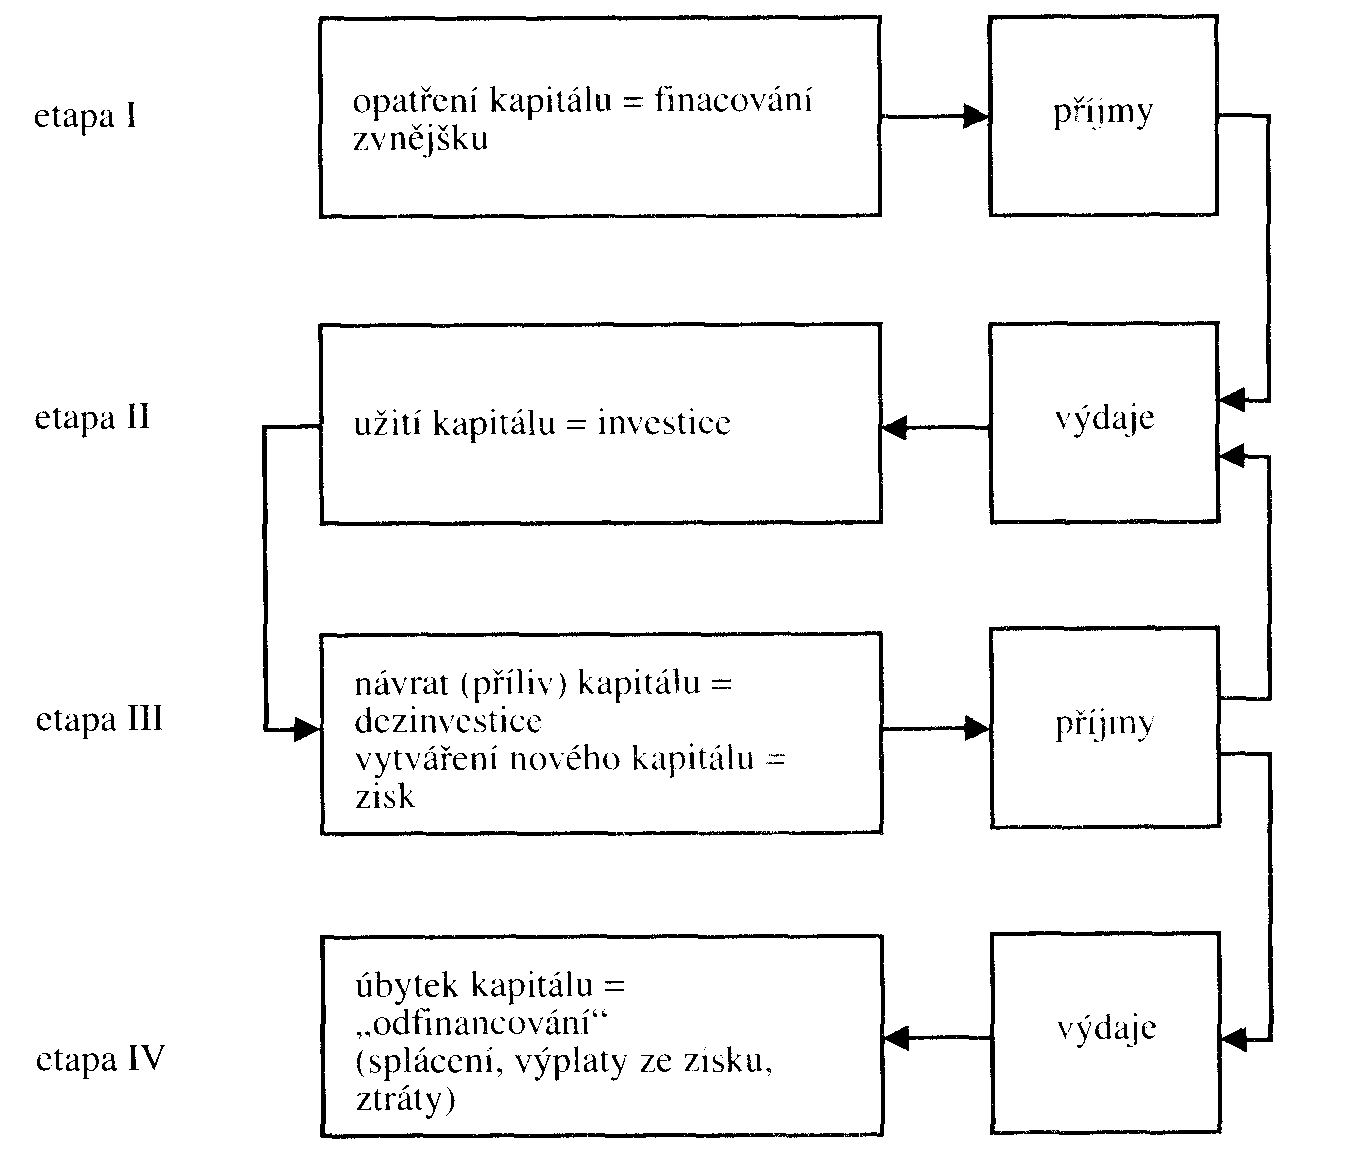 etapa I
opatření kapitálu = finacování
zvnějšku
příjmy
etapa II
užití kapitálu = investice
výdaje
etapa III
návrat (příliv) kapitálu =
dezinvestice
vytváření nového kapitálu =
zisk
příjmy
etapa IV
úbytek kapitálu =
„odfinancování“
(splácení, výplaty ze zisku,
ztráty)
výdaje